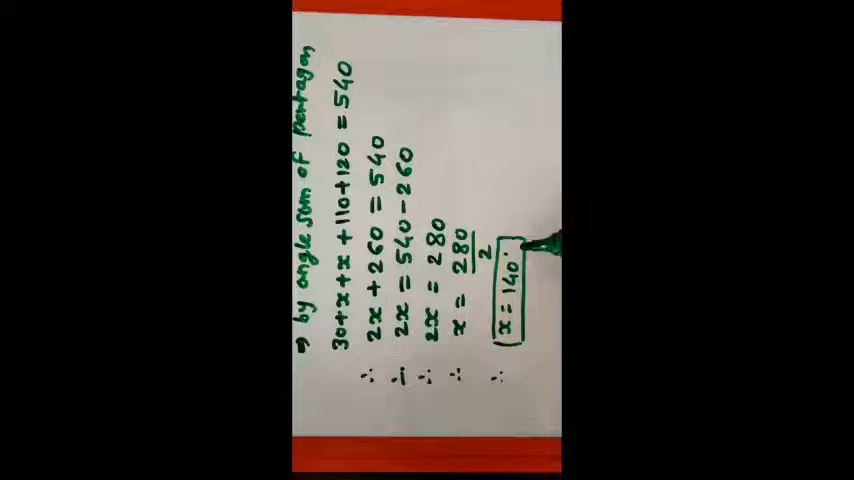 ⇒ by angle sum of pentagon
30+x+x+110+120 = 540
∴ 2x + 260 = 540
∴ 2x = 540 - 260
∴ 2x = 280
∴ x = 280/2
∴ x = 140°